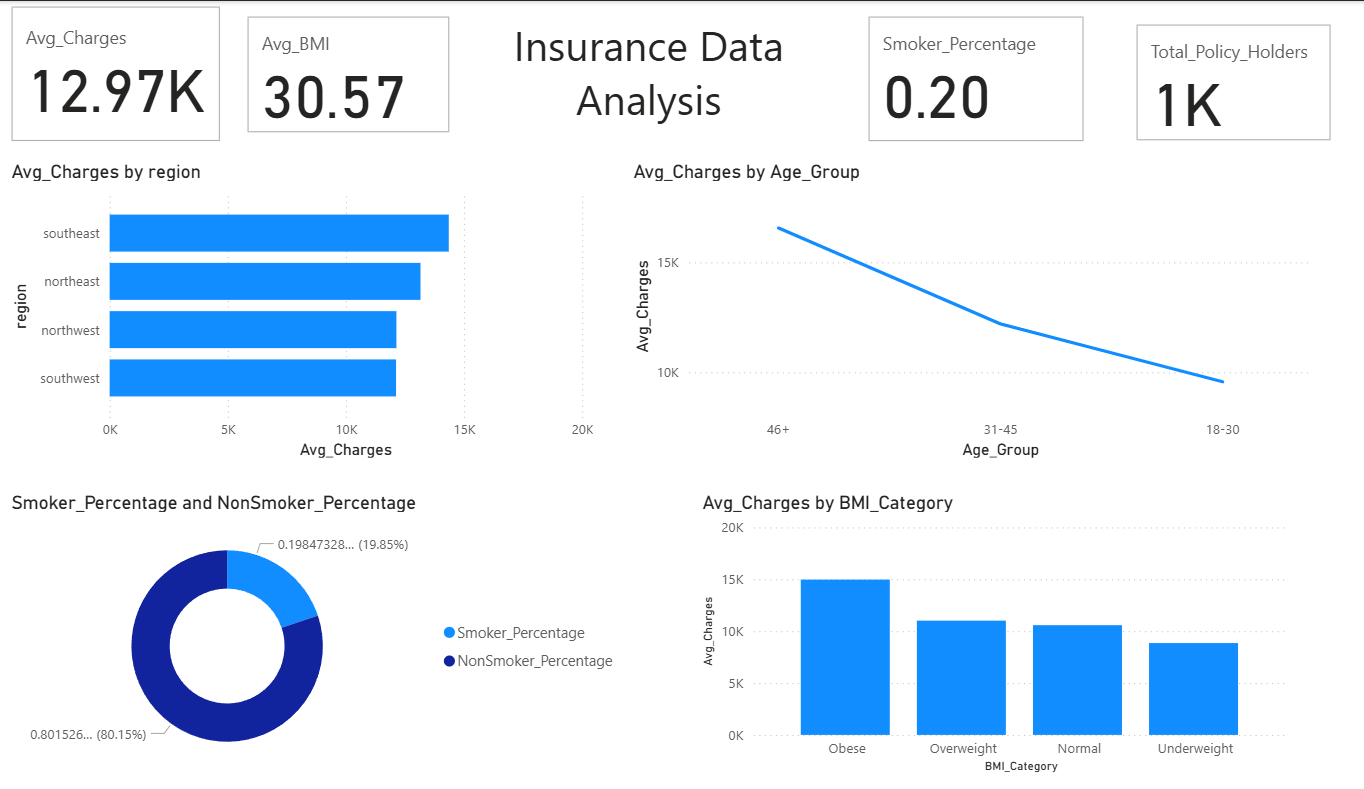 Avg_Charges
12.97K
Avg_BMI
30.57
Insurance Data
Analysis
Smoker_Percentage
0.20
Total_Policy_Holders
1K
Avg_Charges by region
region
southeast
northeast
northwest
southwest
0K 5K 10K 15K 20K
Avg_Charges
Avg_Charges by Age_Group
Avg_Charges
15K
10K
46+ 31-45 18-30
Age_Group
Smoker_Percentage and NonSmoker_Percentage
0.19847328... (19.85%)
0.801526... (80.15%)
Smoker_Percentage
NonSmoker_Percentage
Avg_Charges by BMI_Category
Avg_Charges
20K
15K
10K
5K
0K
Obese Overweight Normal Underweight
BMI_Category